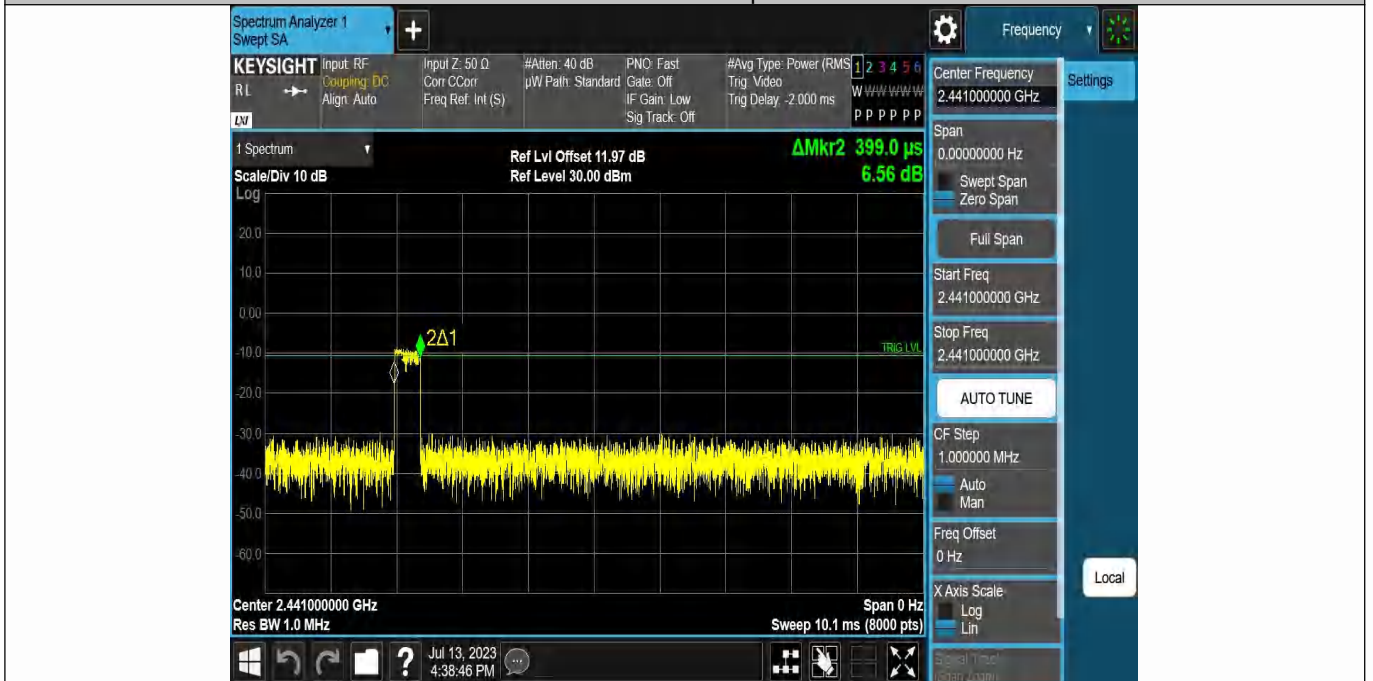 Spectrum Analyzer 1
Swept SA
+
Frequency
KEYSIGHT
RL
LXI
Input: RF
Coupling: DC
Align: Auto
Input Z: 50 Ω
Corr CCorr
Freq Ref: Int (S)
#Atten: 40 dB
µW Path: Standard
PNO: Fast
Gate: Off
IF Gain: Low
Sig Track: Off
#Avg Type: Power (RMS
Trig: Video
Trig Delay: -2.000 ms
1 2 3 4 5 6
W W W W W W
P P P P P P
1 Spectrum
Scale/Div 10 dB
Log
Ref Lvl Offset 11.97 dB
Ref Level 30.00 dBm
ΔMkr2 399.0 µs
6.56 dB
20.0
10.0
0.00
-10.0
-20.0
-30.0
-40.0
-50.0
-60.0
2Δ1
TRIG LVL
Center 2.441000000 GHz
Res BW 1.0 MHz
Span 0 Hz
Sweep 10.1 ms (8000 pts)
?
Jul 13, 2023
4:38:46 PM
Center Frequency
2.441000000 GHz
Settings
Span
0.00000000 Hz
Swept Span
Zero Span
Full Span
Start Freq
2.441000000 GHz
Stop Freq
2.441000000 GHz
AUTO TUNE
CF Step
1.000000 MHz
Auto
Man
Freq Offset
0 Hz
X Axis Scale
Log
Lin
Local
Signal Track
(Span Zoom)